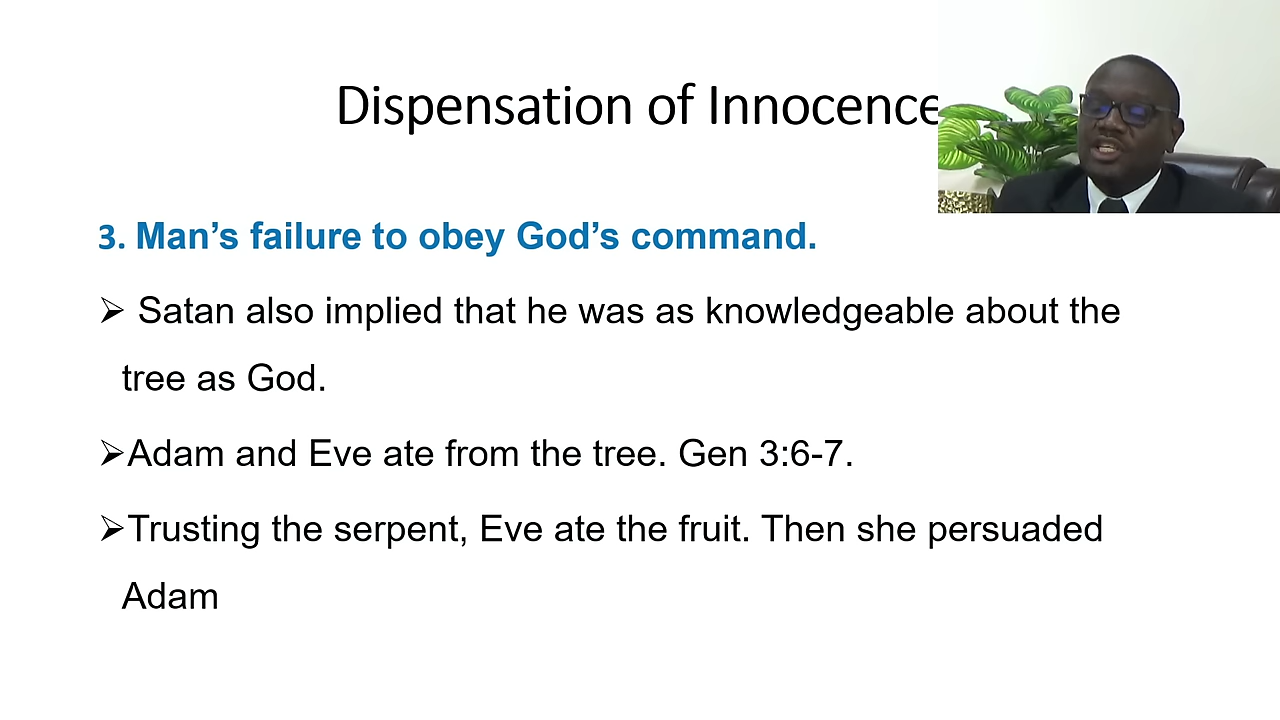 Dispensation of Innocence
3. Man’s failure to obey God’s command.
➢ Satan also implied that he was as knowledgeable about the
tree as God.
➢Adam and Eve ate from the tree. Gen 3:6-7.
➢Trusting the serpent, Eve ate the fruit. Then she persuaded
Adam